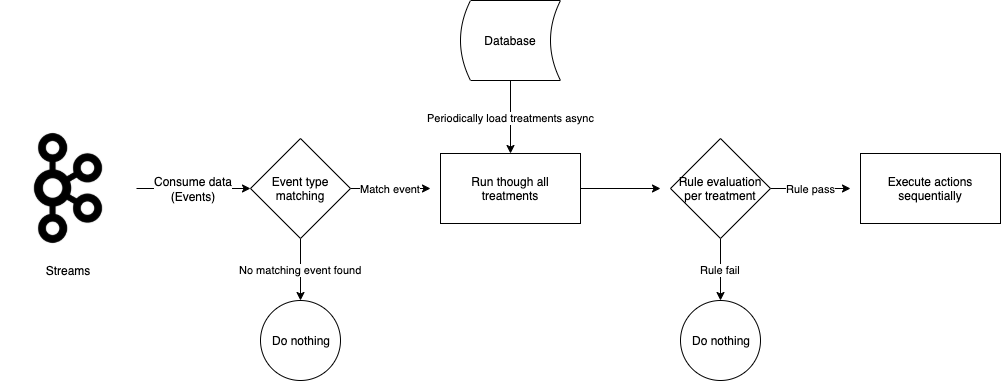 Database
Periodically load treatments async
Streams
Consume data
(Events)
Event type
matching
Match event
No matching event found
Do nothing
Run though all
treatments
Rule evaluation
per treatment
Rule pass
Rule fail
Do nothing
Execute actions
sequentially